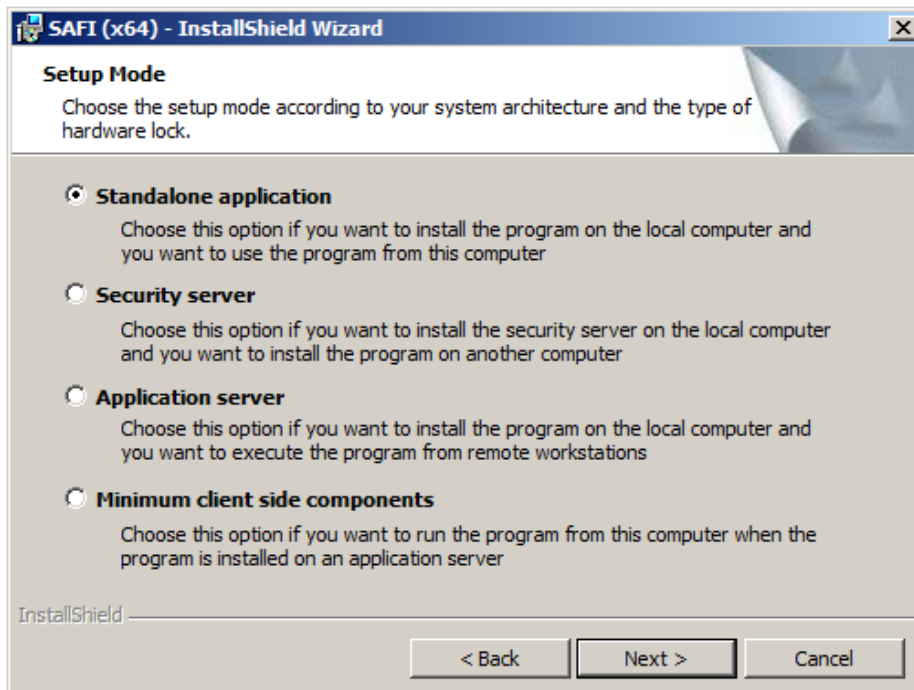 SAFI (x64) - InstallShield Wizard
Setup Mode
Choose the setup mode according to your system architecture and the type of
hardware lock.
Standalone application
Choose this option if you want to install the program on the local computer and
you want to use the program from this computer
Security server
Choose this option if you want to install the security server on the local computer
and you want to install the program on another computer
Application server
Choose this option if you want to install the program on the local computer and
you want to execute the program from remote workstations
Minimum client side components
Choose this option if you want to run the program from this computer when the
program is installed on an application server
InstallShield
< Back Next > Cancel